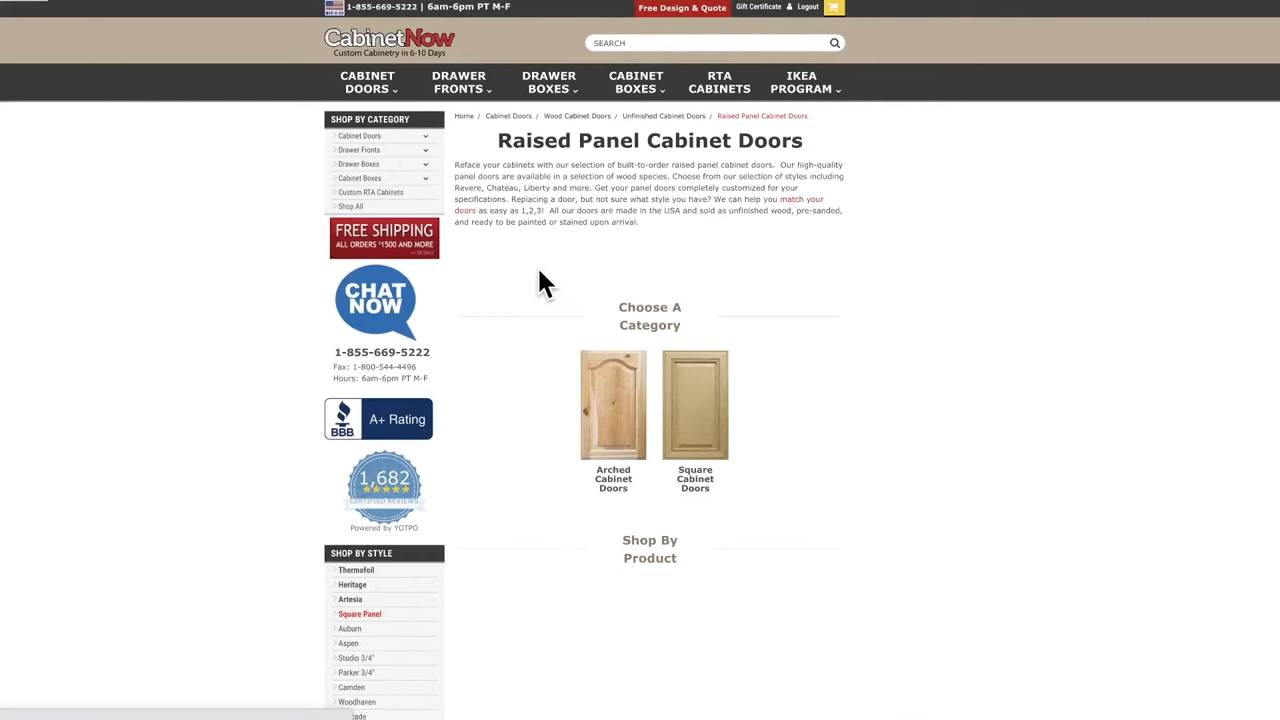 1-855-669-5222 | 6am-6pm PT M-F
Free Design & Quote
Gift Certificate
Logout
CabinetNow
Custom Cabinetry in 6-10 Days
SEARCH
CABINET DOORS
DRAWER FRONTS
DRAWER BOXES
CABINET BOXES
RTA CABINETS
IKEA PROGRAM
SHOP BY CATEGORY
Cabinet Doors
Drawer Fronts
Drawer Boxes
Cabinet Boxes
Custom RTA Cabinets
Shop All
FREE SHIPPING
ALL ORDERS $1500 AND MORE
CHAT
NOW
1-855-669-5222
Fax: 1-800-544-4496
Hours: 6am-6pm PT M-F
BBB
A+ Rating
1,682
CERTIFIED REVIEWS
Powered by YOTPO
SHOP BY STYLE
Thermofoil
Heritage
Artesia
Square Panel
Auburn
Aspen
Studio 3/4"
Parker 3/4"
Camden
Woodhaven
Home / Cabinet Doors / Wood Cabinet Doors / Unfinished Cabinet Doors / Raised Panel Cabinet Doors
Raised Panel Cabinet Doors
Reface your cabinets with our selection of built-to-order raised panel cabinet doors. Our high-quality
panel doors are available in a selection of wood species. Choose from our selection of styles including
Revere, Chateau, Liberty and more. Get your panel doors completely customized for your
specifications. Replacing a door, but not sure what style you have? We can help you match your
doors as easy as 1,2,3! All our doors are made in the USA and sold as unfinished wood, pre-sanded,
and ready to be painted or stained upon arrival.
Choose A
Category
Arched
Cabinet
Doors
Square
Cabinet
Doors
Shop By
Product